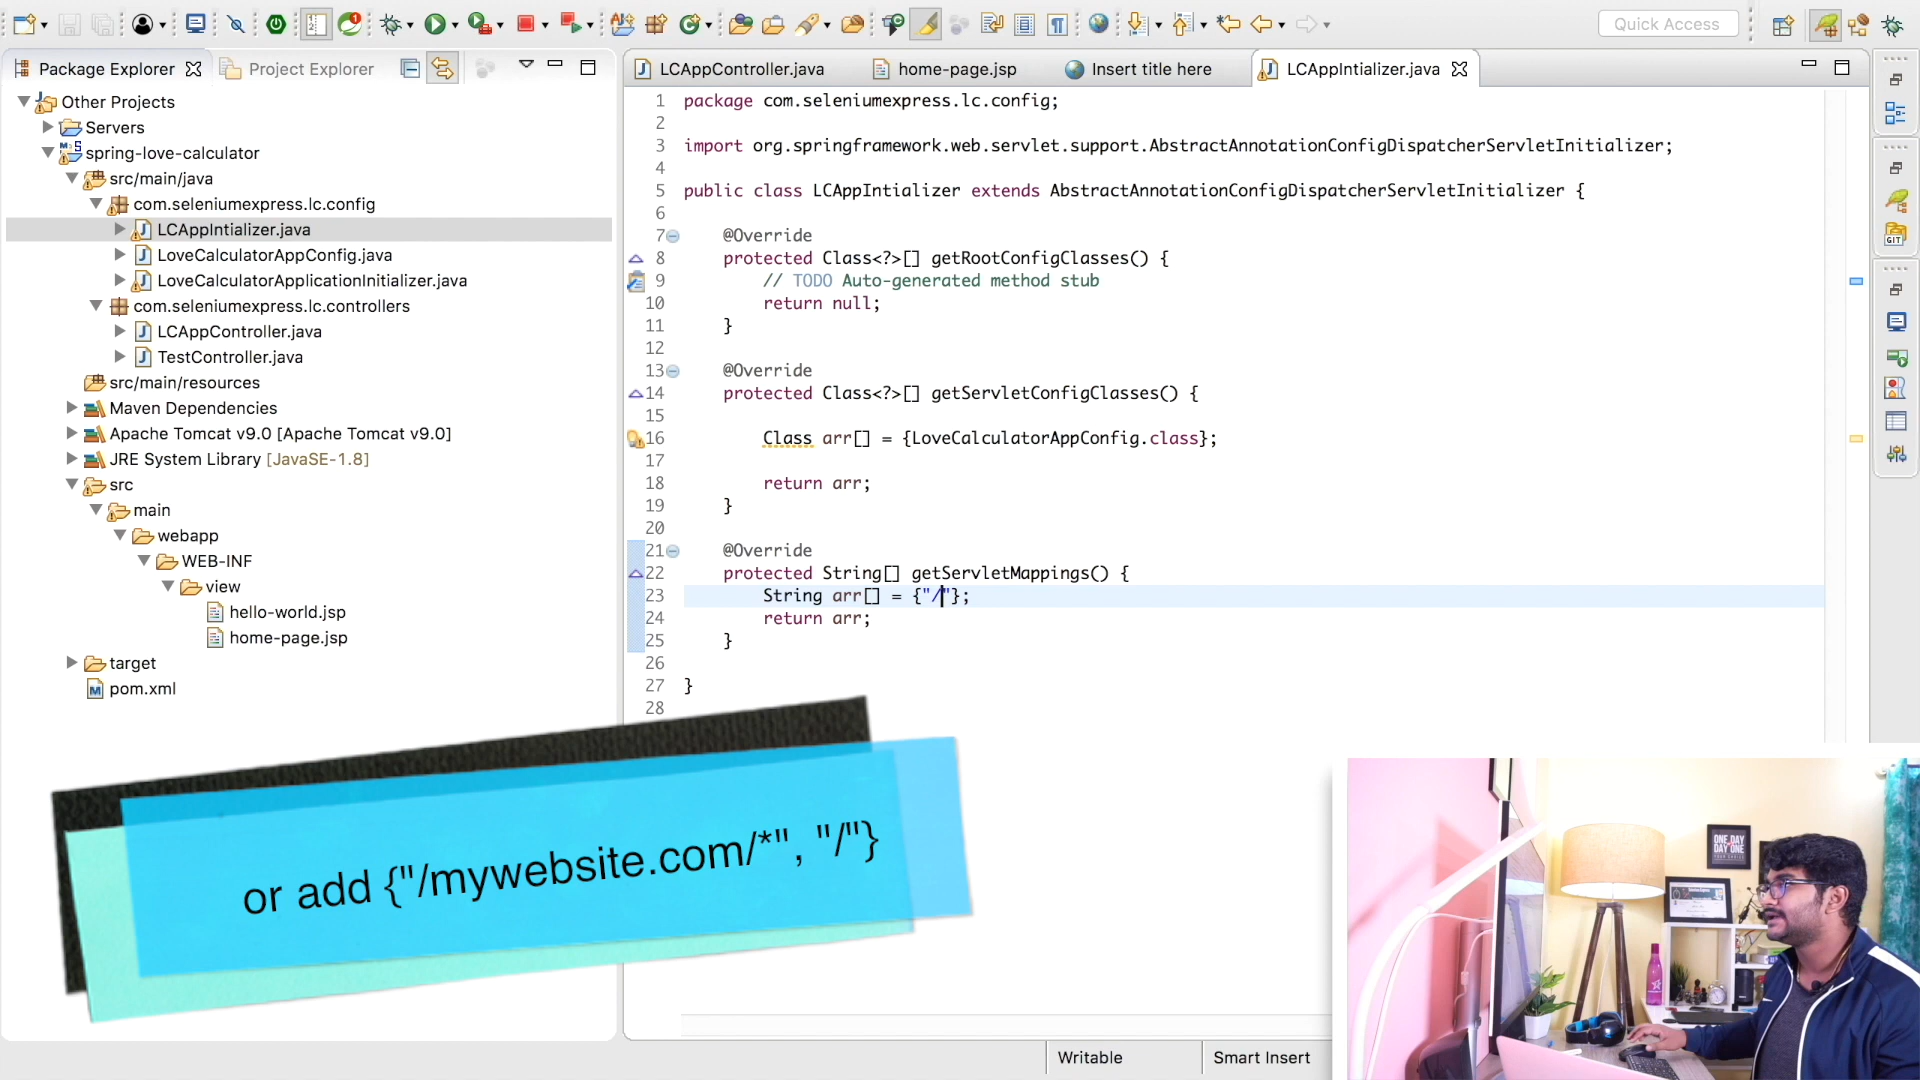 Quick Access
Package Explorer
Project Explorer
LCAppController.java
home-page.jsp
Insert title here
LCAppIntializer.java
Other Projects
Servers
spring-love-calculator
src/main/java
com.seleniumexpress.lc.config
LCAppIntializer.java
LoveCalculatorAppConfig.java
LoveCalculatorApplicationInitializer.java
com.seleniumexpress.lc.controllers
LCAppController.java
TestController.java
src/main/resources
Maven Dependencies
Apache Tomcat v9.0 [Apache Tomcat v9.0]
JRE System Library [JavaSE-1.8]
src
main
webapp
WEB-INF
view
hello-world.jsp
home-page.jsp
target
pom.xml
1 package com.seleniumexpress.lc.config;
2
3 import org.springframework.web.servlet.support.AbstractAnnotationConfigDispatcherServletInitializer;
4
5 public class LCAppIntializer extends AbstractAnnotationConfigDispatcherServletInitializer {
6
7 @Override
8 protected Class<?>[] getRootConfigClasses() {
9 // TODO Auto-generated method stub
10 return null;
11 }
12
13 @Override
14 protected Class<?>[] getServletConfigClasses() {
15
16 Class arr[] = {LoveCalculatorAppConfig.class};
17
18 return arr;
19 }
20
21 @Override
22 protected String[] getServletMappings() {
23 String arr[] = {"/"};
24 return arr;
25 }
26
27 }
28
or add {"/mywebsite.com/*", "/"}
ONE DAY
DAY ONE
GIT
Writable
Smart Insert